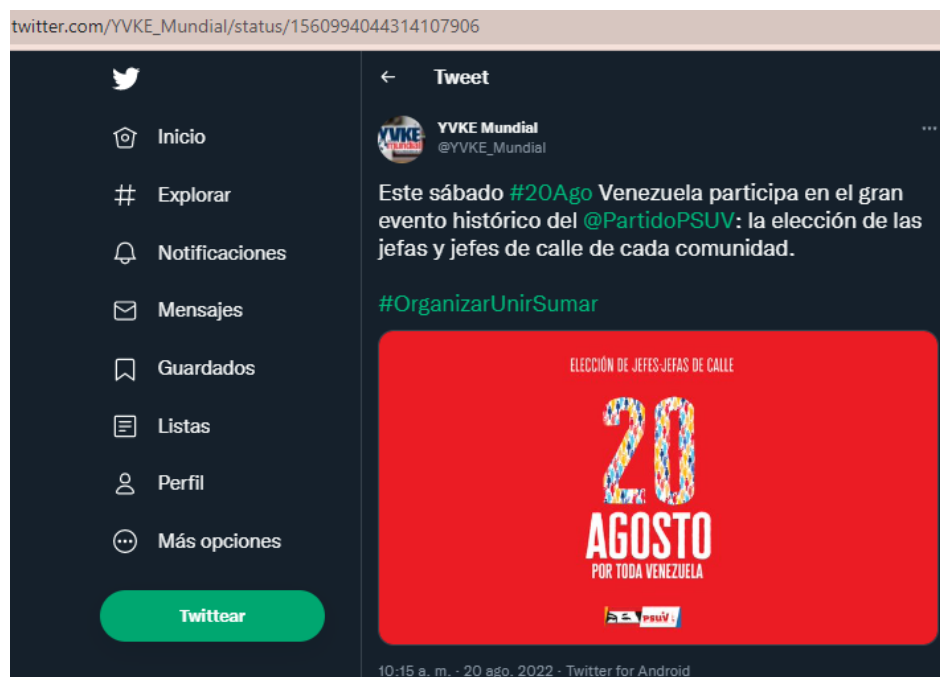 twitter.com/YVKE_Mundial/status/1560994044314107906
Inicio
Explorar
Notificaciones
Mensajes
Guardados
Listas
Perfil
Más opciones
Twittear
Tweet
YVKE
mundial
YVKE Mundial
@YVKE_Mundial
Este sábado #20Ago Venezuela participa en el gran
evento histórico del @PartidoPSUV: la elección de las
jefas y jefes de calle de cada comunidad.
#OrganizarUnirSumar
ELECCIÓN DE JEFES-JEFAS DE CALLE
20
AGOSTO
POR TODA VENEZUELA
PSUV
10:15 a. m. · 20 ago. 2022 · Twitter for Android